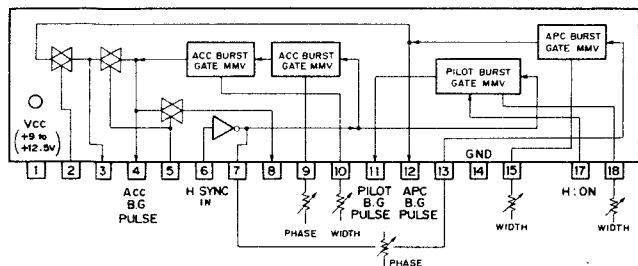 APC BURST
GATE MMV
ACC BURST
GATE MMV
ACC BURST
GATE MMV
PILOT BURST
GATE MMV
VCC
(+9 to
+12.5V)
GND
1
2
3
4
5
6
7
8
9
10
11
12
13
14
15
17
18
ACC
B.G
PULSE
H SYNC
IN
PILOT
B.G
PULSE
APC
B.G
PULSE
H:ON
PHASE
WIDTH
WIDTH
WIDTH
PHASE